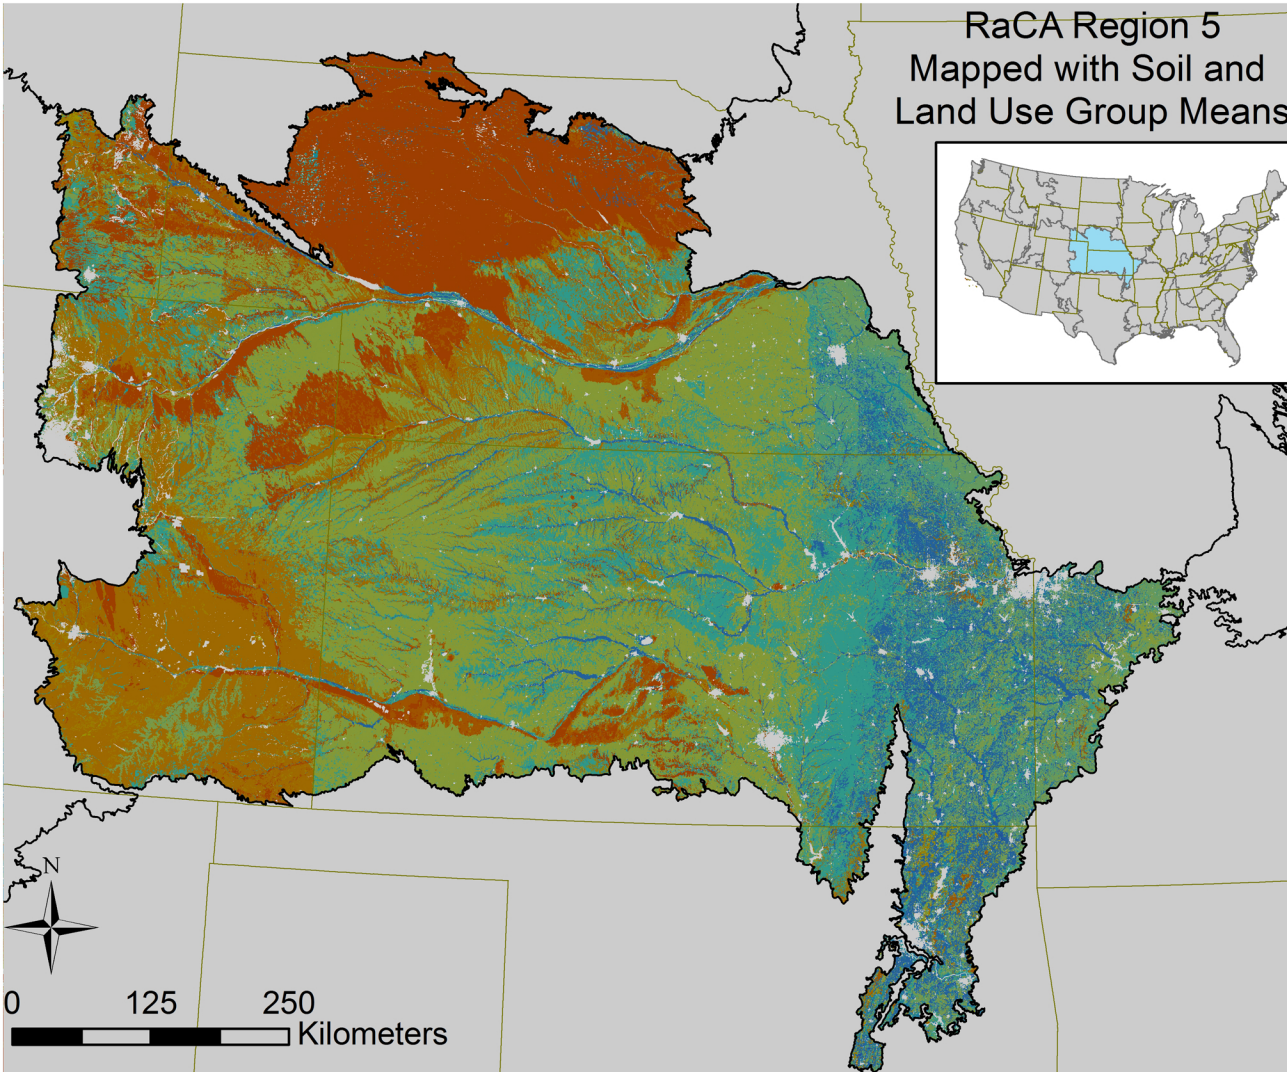 RaCA Region 5
Mapped with Soil and
Land Use Group Means
N
0 125 250
Kilometers